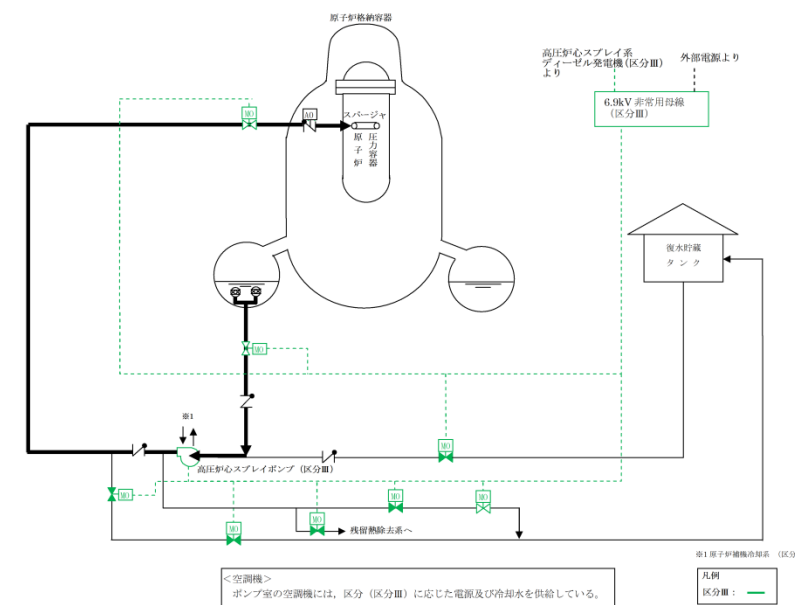 原子炉格納容器
高圧炉心スプレイ系
ディーゼル発電機(区分Ⅲ)
より
外部電源より
6.9kV 非常用母線
(区分Ⅲ)
MO
AO
スパージャ
原子炉
圧力容器
復水貯蔵
タンク
MO
※1
MO
高圧炉心スプレイポンプ(区分Ⅲ)
MO
MO
MO
MO
MO
残留熱除去系へ
※1 原子炉補機冷却系 (区分
<空調機>
ポンプ室の空調機には,区分(区分Ⅲ)に応じた電源及び冷却水を供給している。
凡例
区分Ⅲ: